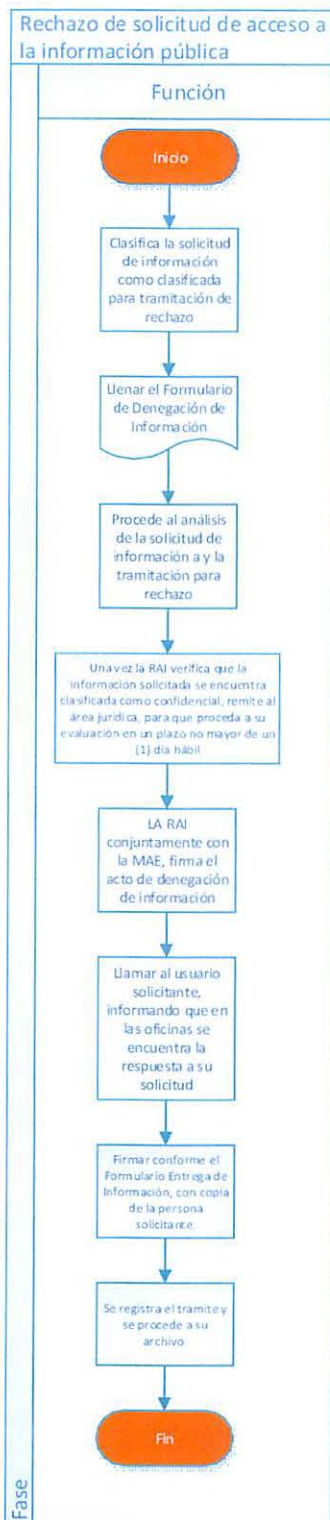 Rechazo de solicitud de acceso a
la información pública
Función
Inicio
Clasifica la solicitud
de información
como clasificada
para tramitación de
rechazo
Llenar el Formulario
de Denegación de
Información
Procede al análisis
de la solicitud de
información a y la
tramitación para
rechazo
Una vez la RAI verifica que la
información solicitada se encuentra
clasificada como confidencial, remite al
área jurídica, para que proceda a su
evaluación en un plazo no mayor de un
(1) día hábil
LA RAI
conjuntamente con
la MAE, firma el
acto de denegación
de información
Llamar al usuario
solicitante,
informando que en
las oficinas se
encuentra la
respuesta a su
solicitud
Firmar conforme el
Formulario Entrega de
Información, con copia
de la persona
solicitante.
Se registra el tramite y
se procede a su
archivo
Fin
Fase